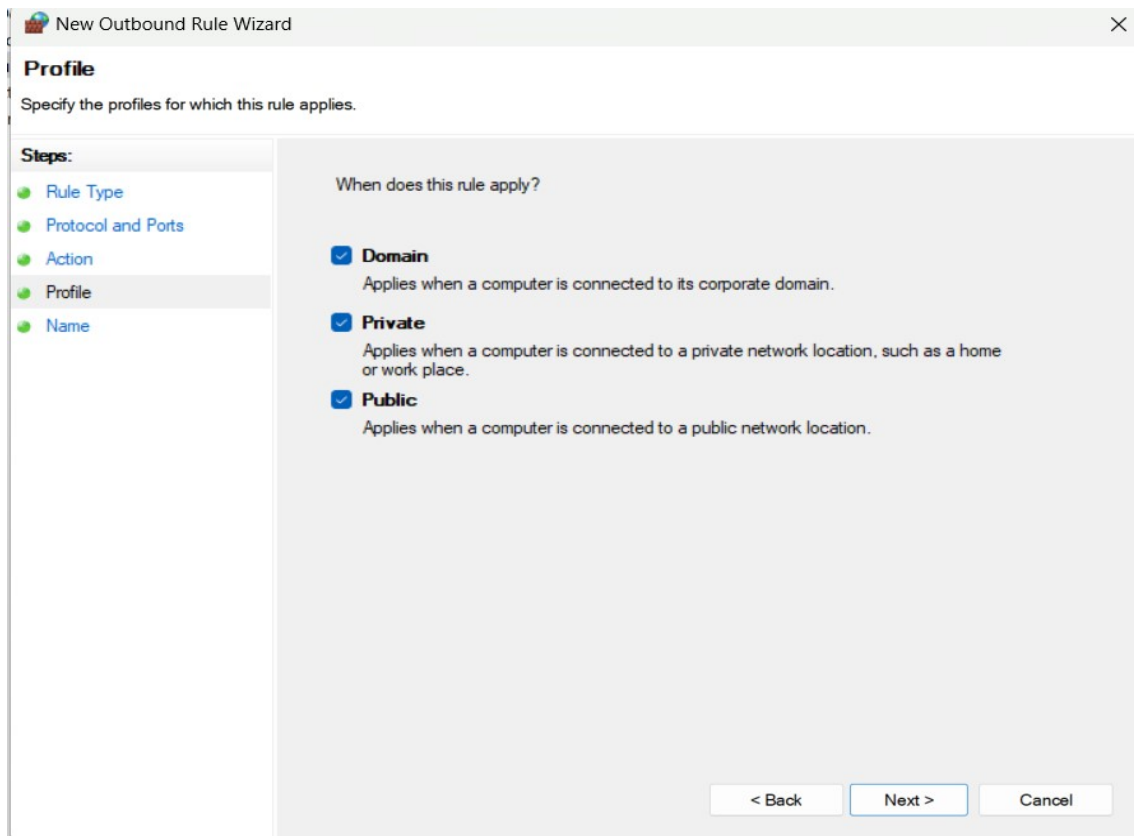 New Outbound Rule Wizard
Profile
Specify the profiles for which this rule applies.
Steps:
Rule Type
Protocol and Ports
Action
Profile
Name
When does this rule apply?
Domain
Applies when a computer is connected to its corporate domain.
Private
Applies when a computer is connected to a private network location, such as a home
or work place.
Public
Applies when a computer is connected to a public network location.
< Back
Next >
Cancel